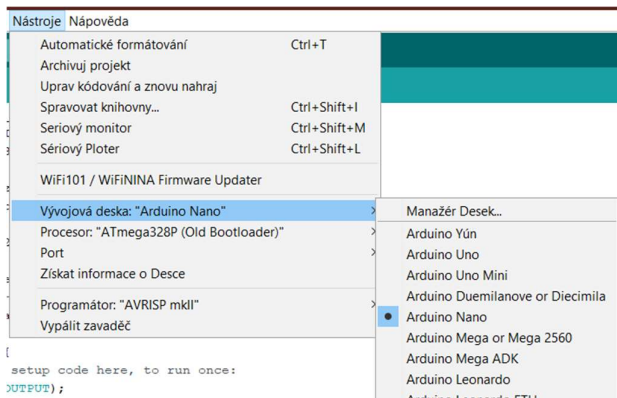 Nástroje Nápověda
Automatické formátování Ctrl+T
Archivuj projekt
Uprav kódování a znovu nahraj
Spravovat knihovny... Ctrl+Shift+I
Seriový monitor Ctrl+Shift+M
Sériový Ploter Ctrl+Shift+L
WiFi101 / WiFiNINA Firmware Updater
Vývojová deska: "Arduino Nano"
Procesor: "ATmega328P (Old Bootloader)"
Port
Získat informace o Desce
Programátor: "AVRISP mkII"
Vypálit zavaděč
Manažér Desek...
Arduino Yún
Arduino Uno
Arduino Uno Mini
Arduino Duemilanove or Diecimila
Arduino Nano
Arduino Mega or Mega 2560
Arduino Mega ADK
Arduino Leonardo
setup code here, to run once:
OUTPUT);